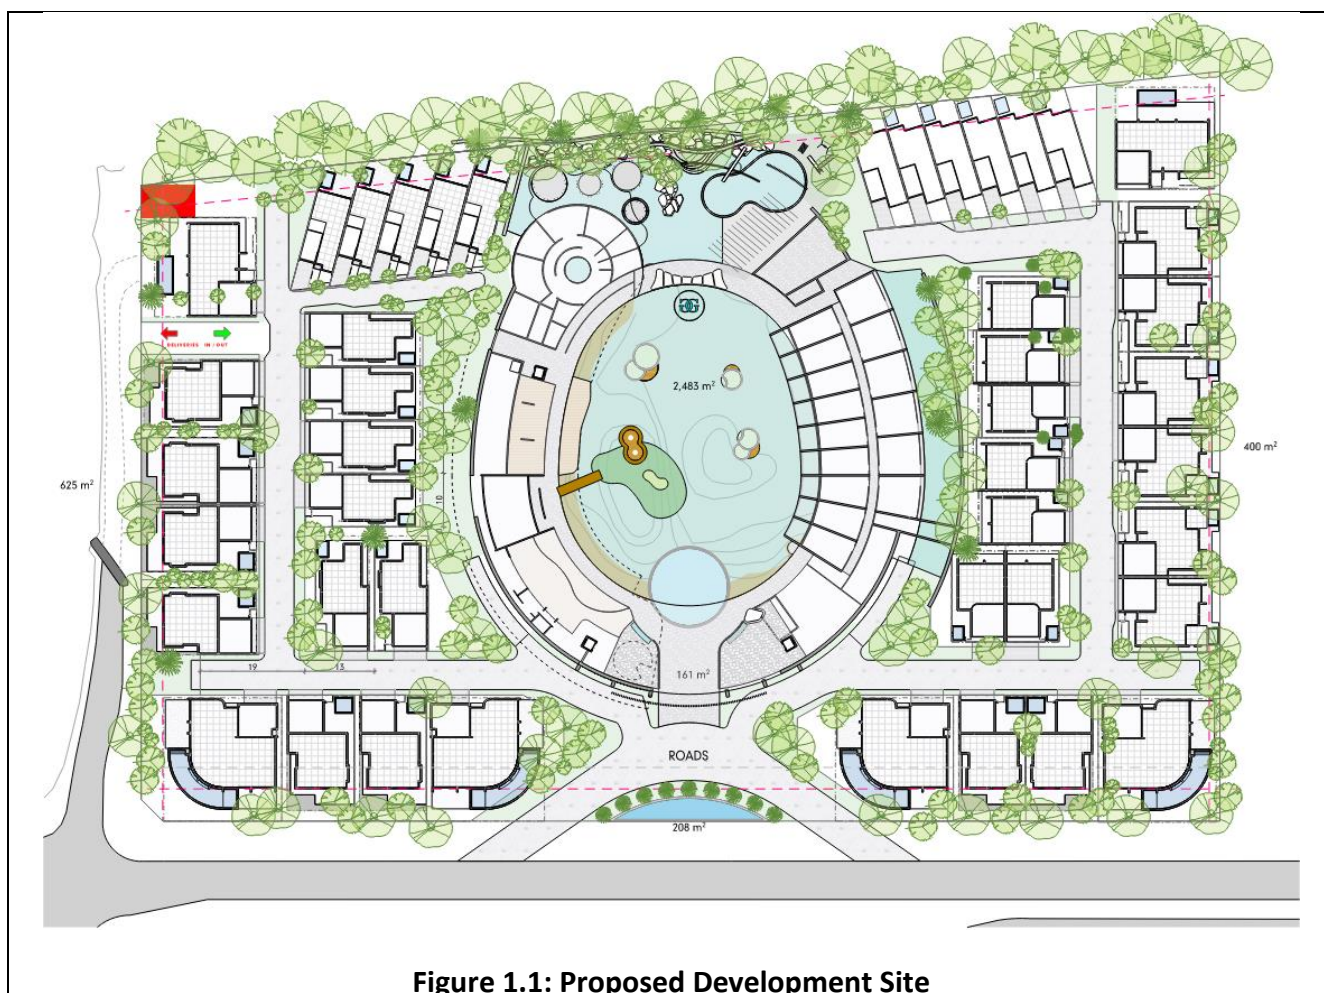 DELIVERIES IN / OUT
2,483 m²
625 m²
400 m²
10
19
13
161 m²
ROADS
208 m²
Figure 1.1: Proposed Development Site